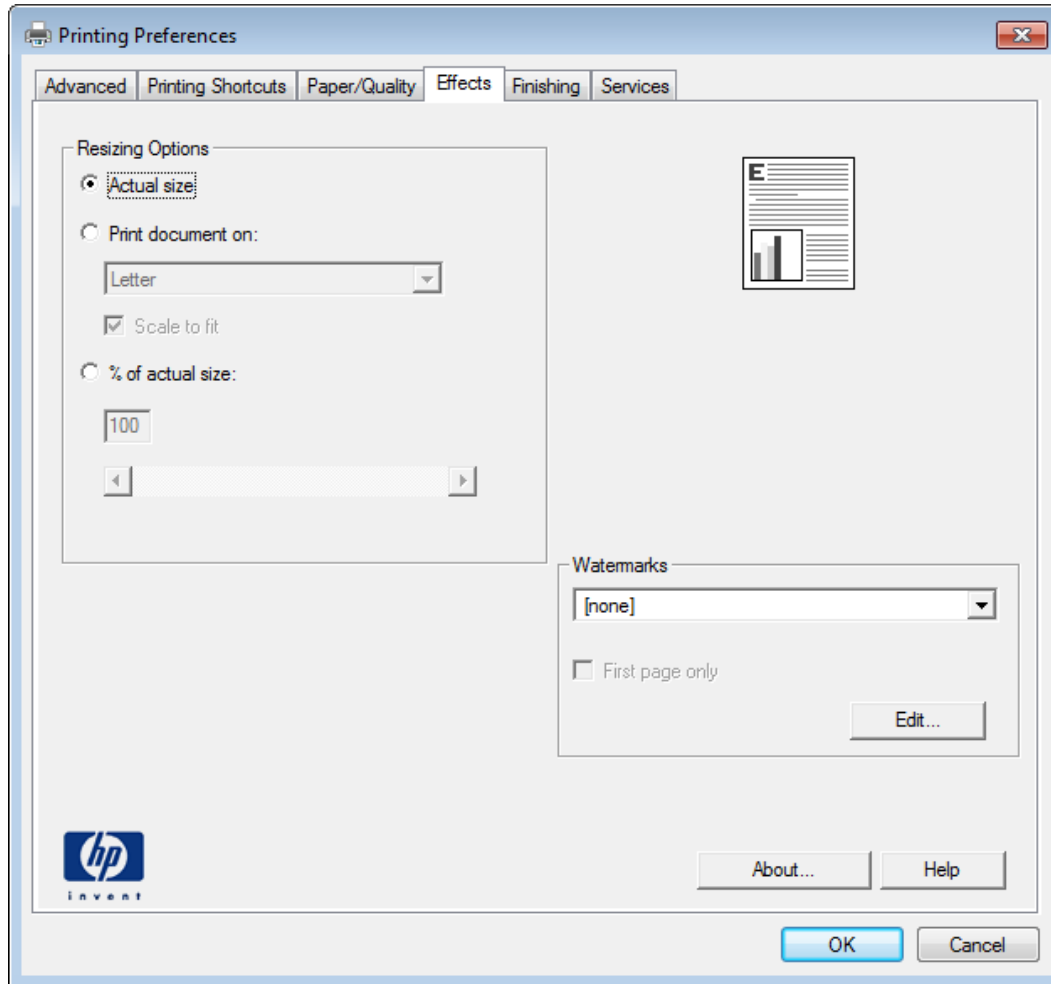 Printing Preferences
Advanced Printing Shortcuts Paper/Quality Effects Finishing Services
Resizing Options
Actual size
Print document on:
Letter
Scale to fit
% of actual size:
100
E
Watermarks
[none]
First page only
Edit...
hp
invent
About... Help
OK Cancel